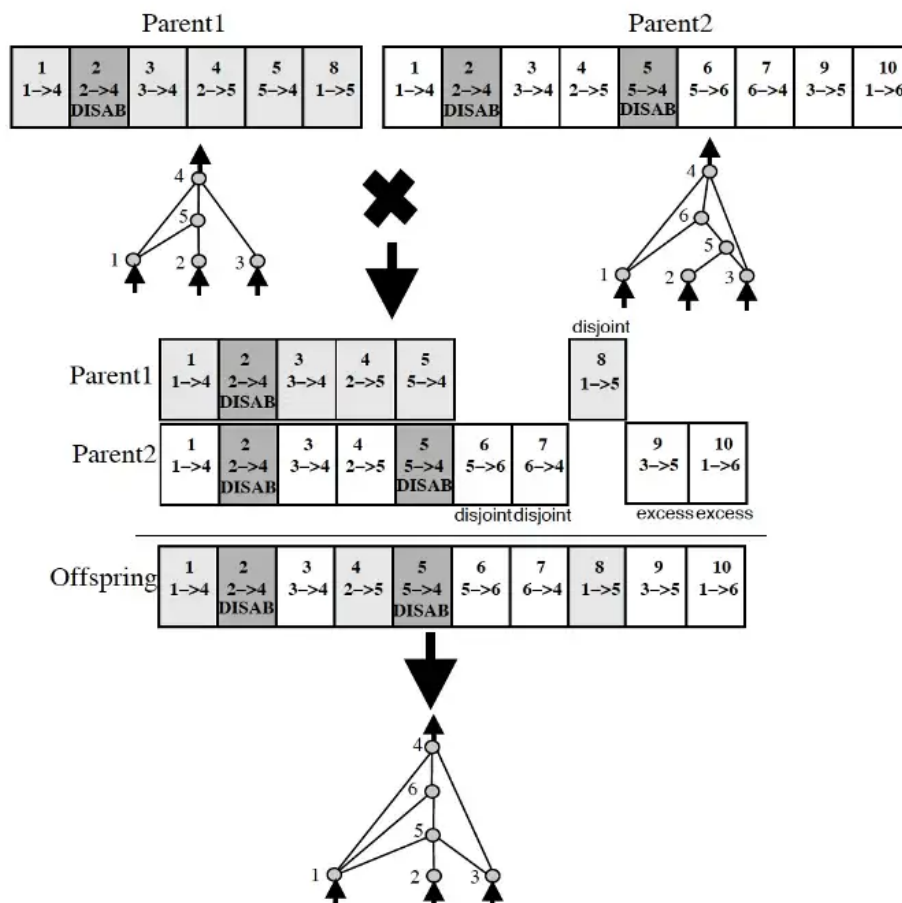 Parent1 Parent2
1 2 3 4 5 8 1 2 3 4 5 6 7 9 10
1->4 2->4 3->4 2->5 5->4 1->5 1->4 2->4 3->4 2->5 5->4 5->6 6->4 3->5 1->6
DISAB DISAB DISAB
4 4
5 6
5
1 2 3 1 2 3
disjoint
Parent1 1 2 3 4 5 8
1->4 2->4 3->4 2->5 5->4 1->5
DISAB
Parent2 1 2 3 4 5 6 7 9 10
1->4 2->4 3->4 2->5 5->4 5->6 6->4 3->5 1->6
DISAB DISAB
disjoint disjoint excess excess
Offspring 1 2 3 4 5 6 7 8 9 10
1->4 2->4 3->4 2->5 5->4 5->6 6->4 1->5 3->5 1->6
DISAB DISAB
4
6
5
1 2 3